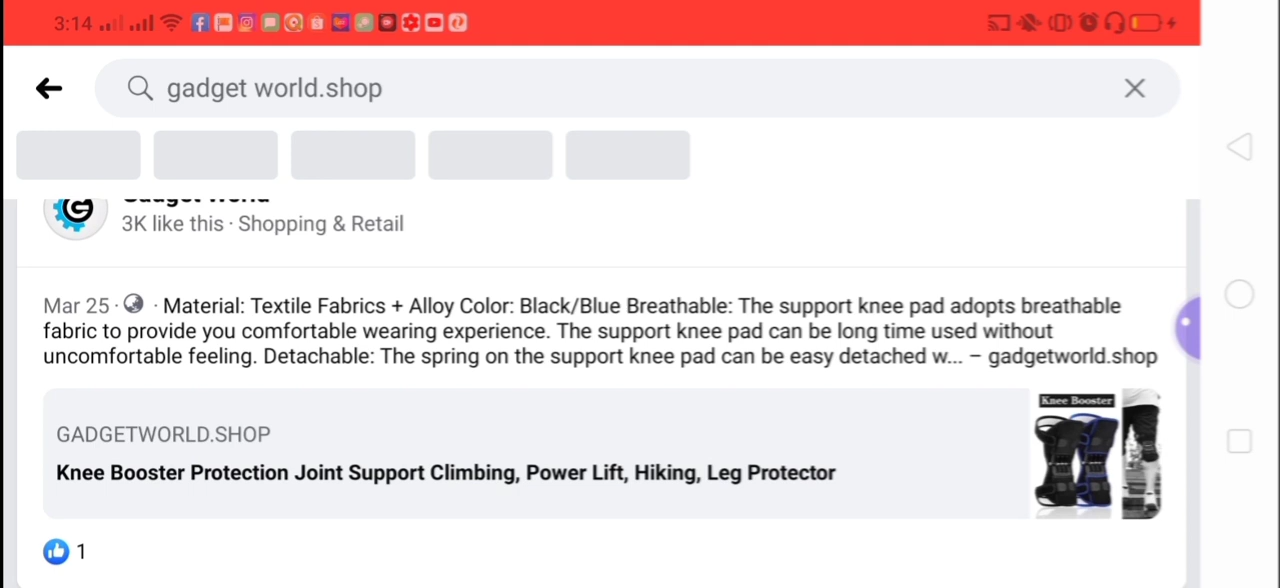 3:14
gadget world.shop
Gadget World
3K like this · Shopping & Retail
Mar 25 · · Material: Textile Fabrics + Alloy Color: Black/Blue Breathable: The support knee pad adopts breathable
fabric to provide you comfortable wearing experience. The support knee pad can be long time used without
uncomfortable feeling. Detachable: The spring on the support knee pad can be easy detached w... – gadgetworld.shop
Knee Booster
GADGETWORLD.SHOP
Knee Booster Protection Joint Support Climbing, Power Lift, Hiking, Leg Protector
1